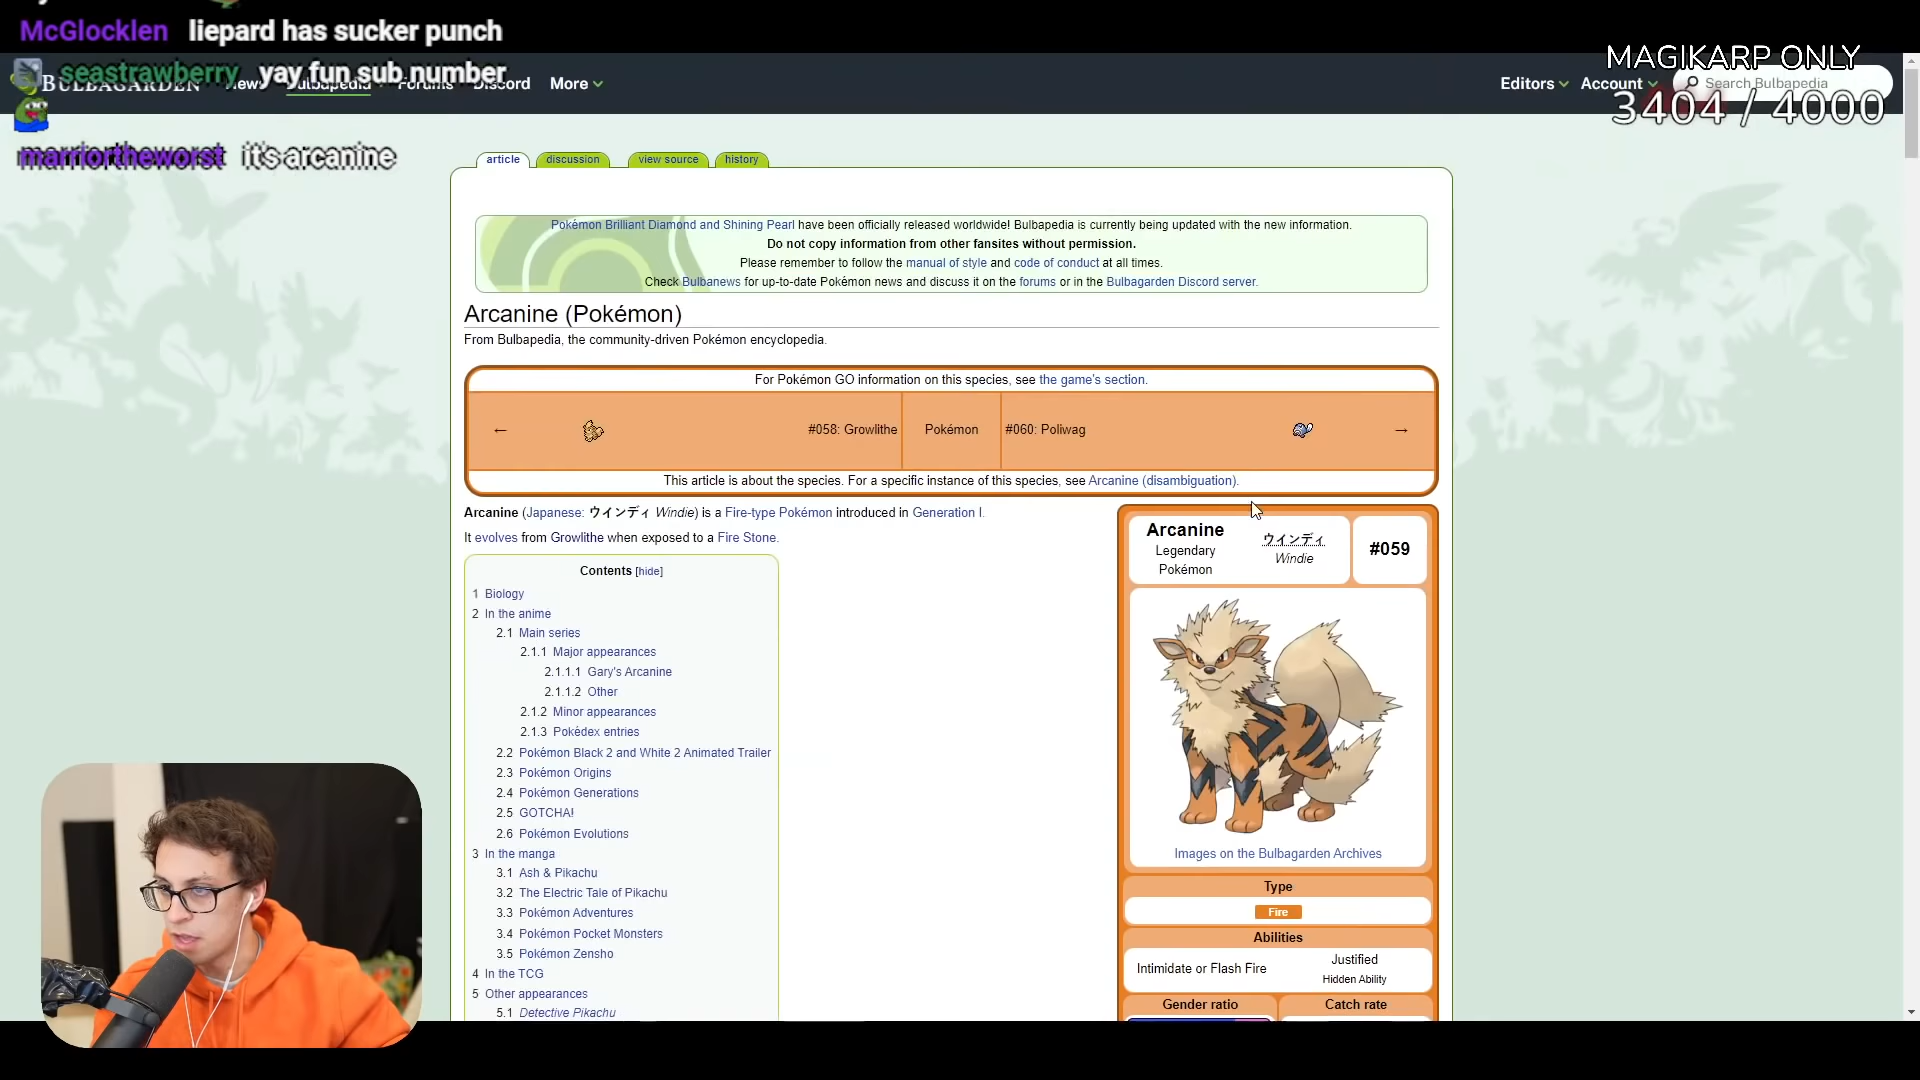 McGlocklen liepard has sucker punch
seastrawberry yay fun sub number
marriortheworst it's arcanine
MAGIKARP ONLY
3404 / 4000
BULBAGARDEN News Bulbapedia Forums Discord More
Editors Account Search Bulbapedia
article discussion view source history
Pokémon Brilliant Diamond and Shining Pearl have been officially released worldwide! Bulbapedia is currently being updated with the new information.
Do not copy information from other fansites without permission.
Please remember to follow the manual of style and code of conduct at all times.
Check Bulbanews for up-to-date Pokémon news and discuss it on the forums or in the Bulbagarden Discord server.
Arcanine (Pokémon)
From Bulbapedia, the community-driven Pokémon encyclopedia.
For Pokémon GO information on this species, see the game's section.
← #058: Growlithe Pokémon #060: Poliwag →
This article is about the species. For a specific instance of this species, see Arcanine (disambiguation).
Arcanine (Japanese: ウインディ Windie) is a Fire-type Pokémon introduced in Generation I.
It evolves from Growlithe when exposed to a Fire Stone.
Contents [hide]
1 Biology
2 In the anime
2.1 Main series
2.1.1 Major appearances
2.1.1.1 Gary's Arcanine
2.1.1.2 Other
2.1.2 Minor appearances
2.1.3 Pokédex entries
2.2 Pokémon Black 2 and White 2 Animated Trailer
2.3 Pokémon Origins
2.4 Pokémon Generations
2.5 GOTCHA!
2.6 Pokémon Evolutions
3 In the manga
3.1 Ash & Pikachu
3.2 The Electric Tale of Pikachu
3.3 Pokémon Adventures
3.4 Pokémon Pocket Monsters
3.5 Pokémon Zensho
4 In the TCG
5 Other appearances
5.1 Detective Pikachu
Arcanine
Legendary
Pokémon
ウインディ
Windie
#059
Images on the Bulbagarden Archives
Type
Fire
Abilities
Intimidate or Flash Fire
Justified
Hidden Ability
Gender ratio
Catch rate